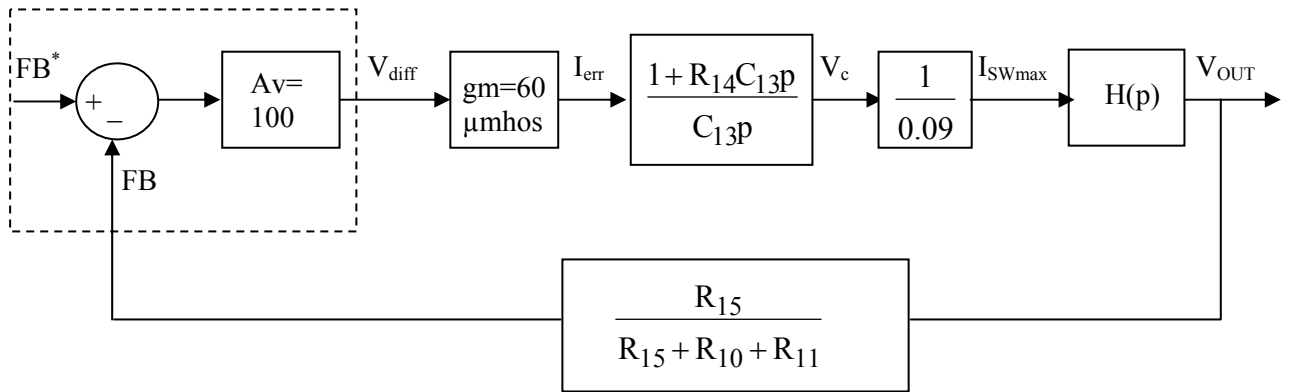 FB*
+
−
FB
Av=
100
V_diff
gm=60
µmhos
I_err
1 + R₁₄C₁₃p
C₁₃p
V_c
1
0.09
I_SWmax
H(p)
V_OUT
R₁₅
R₁₅ + R₁₀ + R₁₁